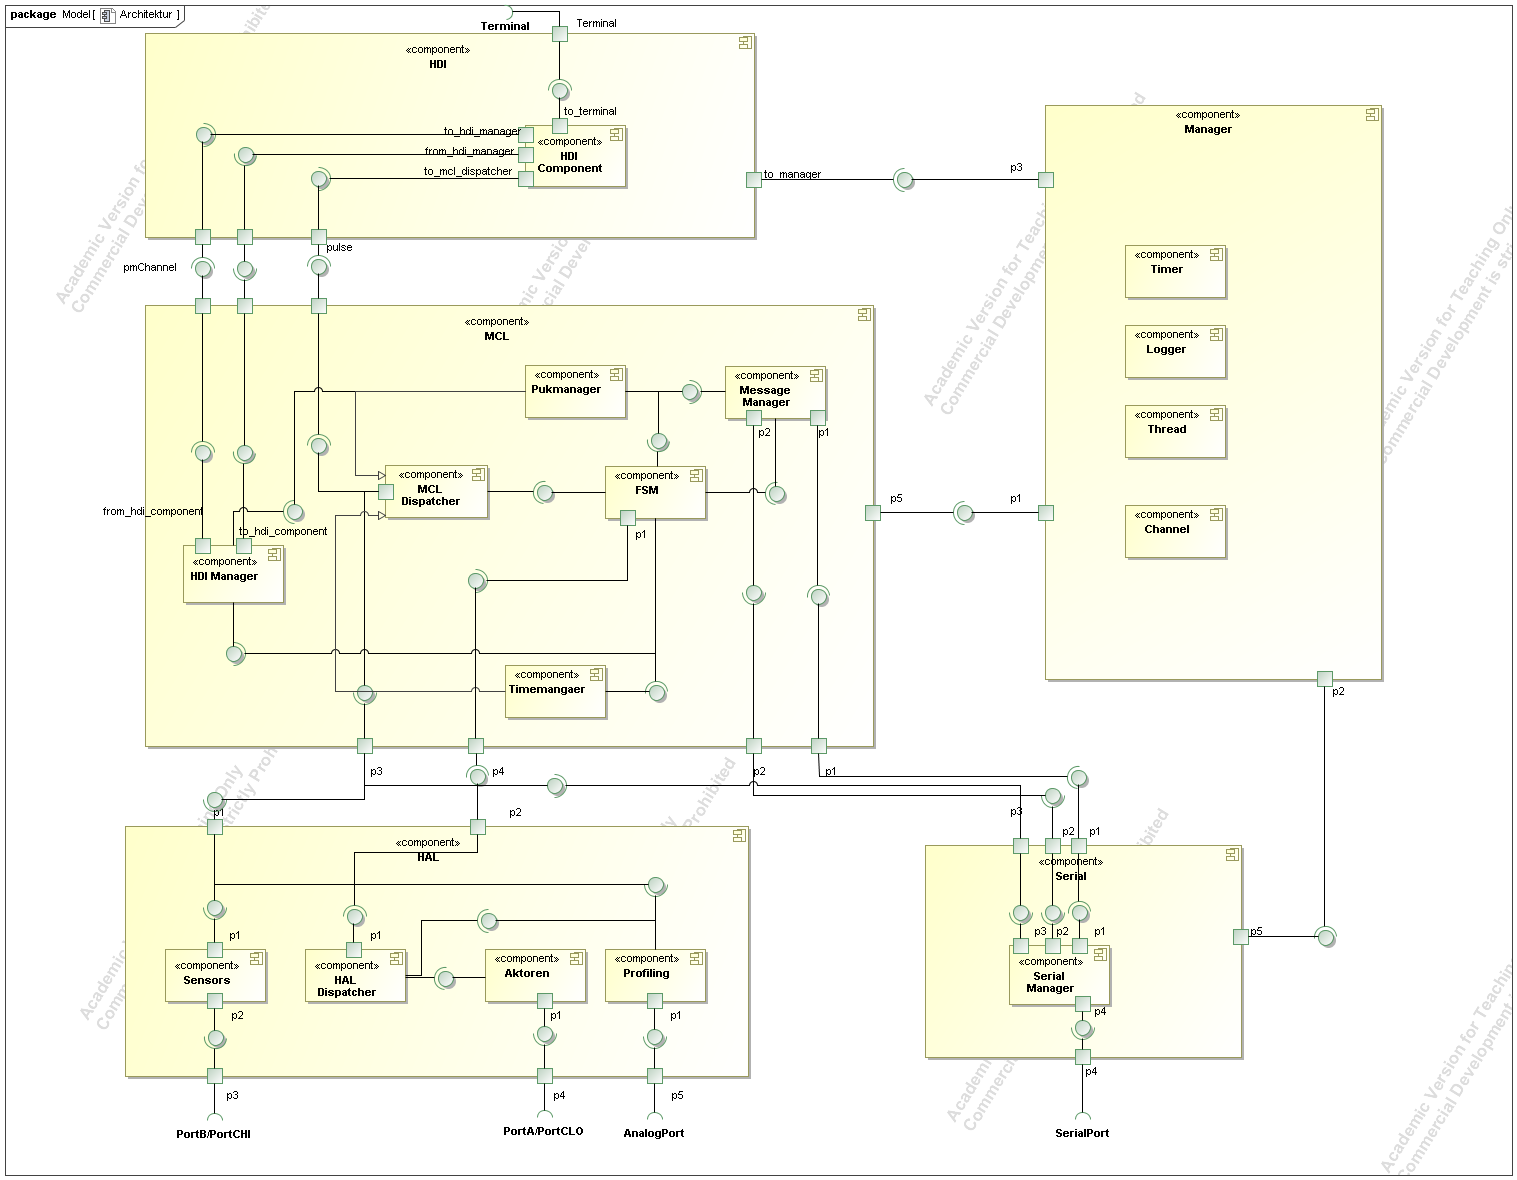 package Model [ Architektur ]
Terminal
Terminal
«component»
HDI
to_terminal
to_hdi_manager
from_hdi_manager
to_mcl_dispatcher
«component»
HDI
Component
to_manager
p3
«component»
Manager
«component»
Timer
«component»
Logger
«component»
Thread
«component»
Channel
pulse
pmChannel
«component»
MCL
«component»
Pukmanager
«component»
Message
Manager
p2
p1
«component»
MCL
Dispatcher
«component»
FSM
p1
p5
p1
from_hdi_component
to_hdi_component
«component»
HDI Manager
«component»
Timemangaer
p2
p3
p4
p2
p1
p1
p2
«component»
HAL
p1
«component»
Sensors
p2
p1
«component»
HAL
Dispatcher
«component»
Aktoren
p1
«component»
Profiling
p1
p3
p4
p5
PortB/PortCHI
PortA/PortCLO
AnalogPort
p3
p2
p1
«component»
Serial
p3
p2
p1
«component»
Serial
Manager
p4
p5
p4
SerialPort
Academic Version for Teaching Only
Commercial Development is strictly Prohibited